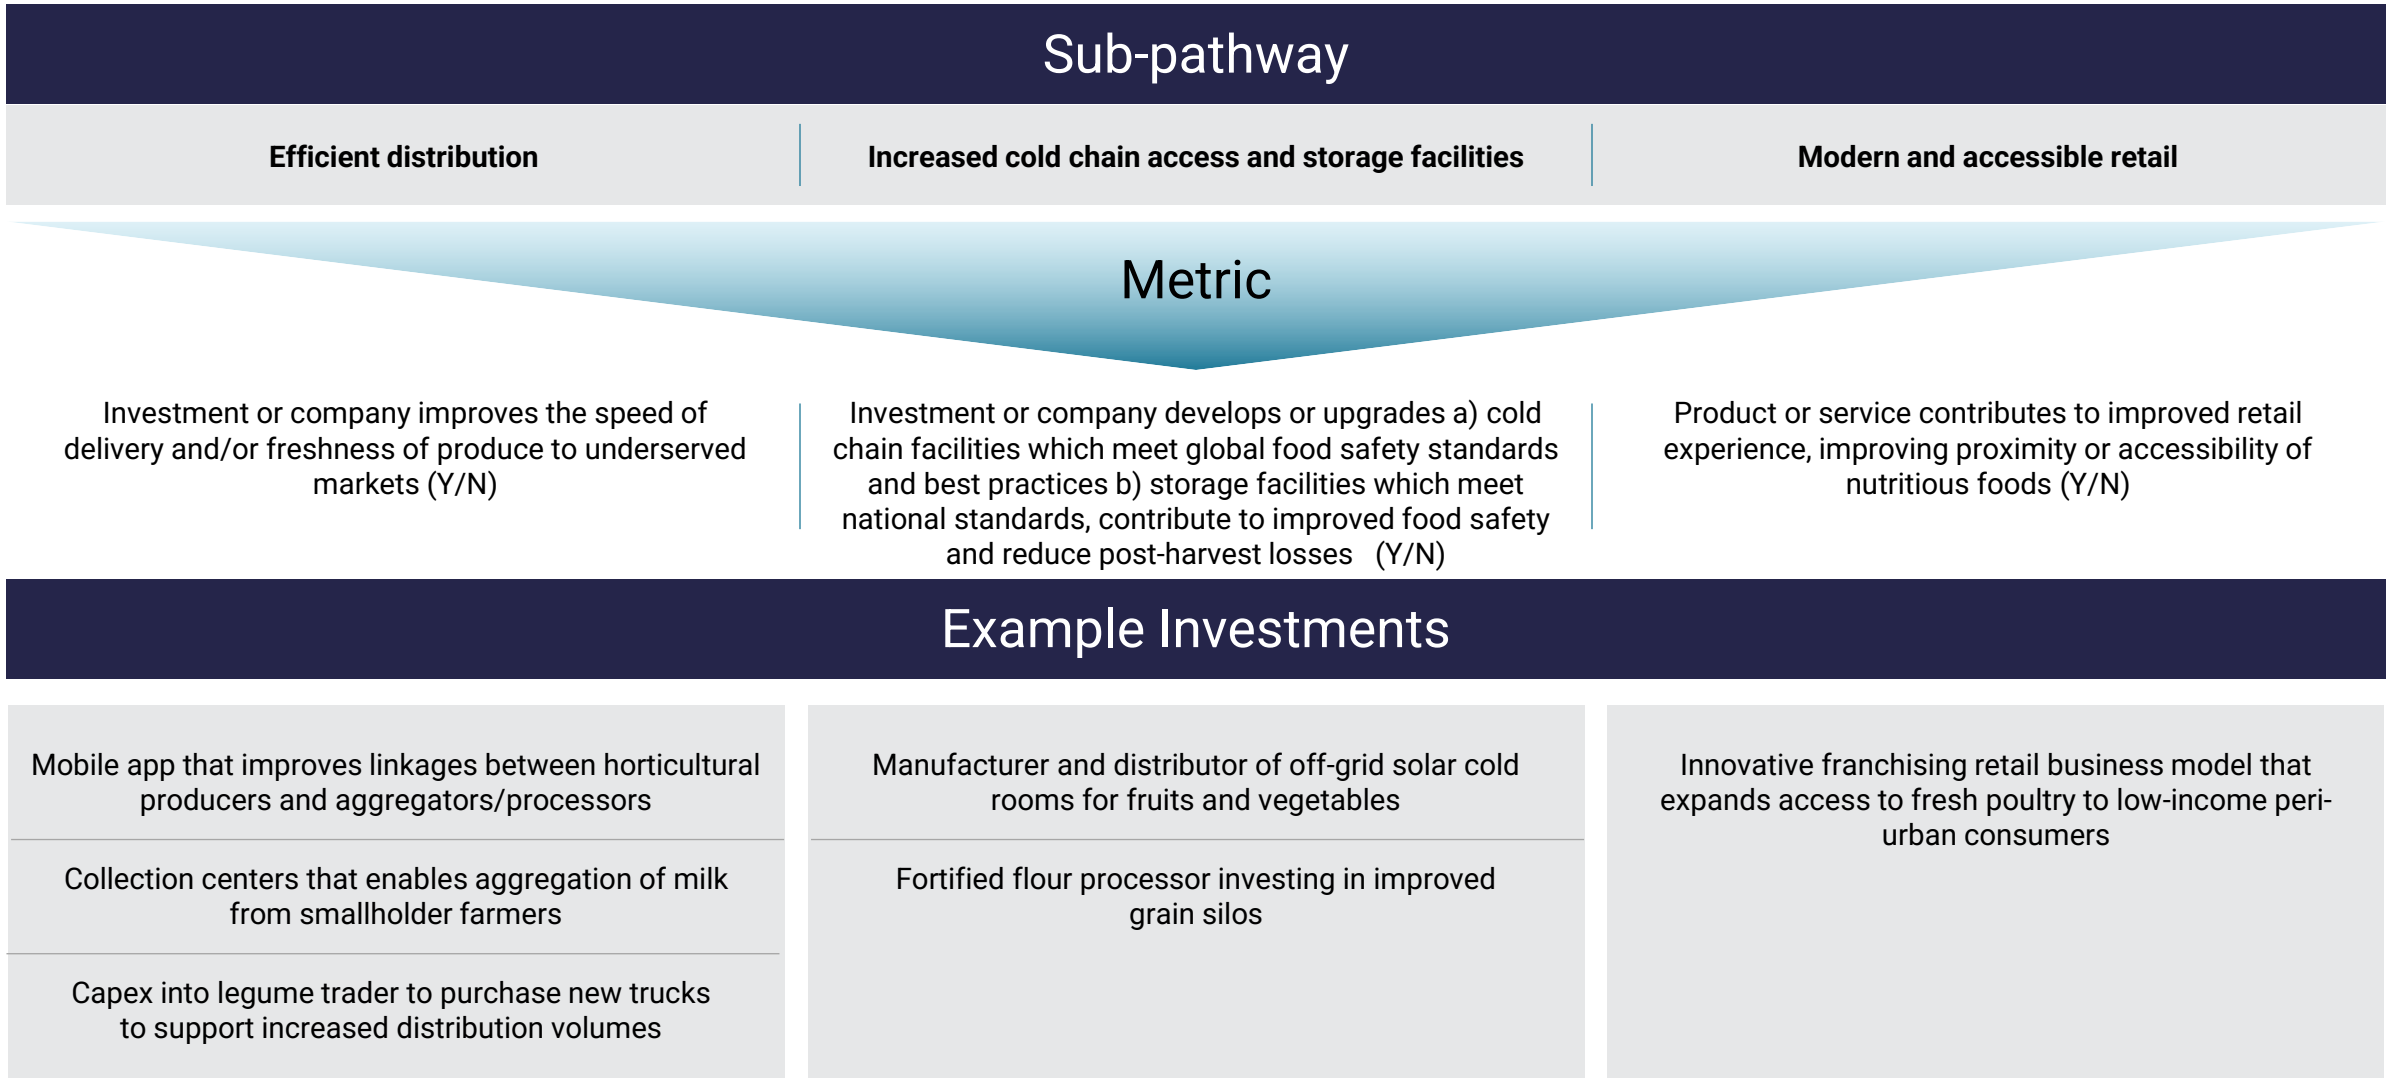 Sub-pathway
Efficient distribution
Increased cold chain access and storage facilities
Modern and accessible retail
Metric
Investment or company improves the speed of
delivery and/or freshness of produce to underserved
markets (Y/N)
Investment or company develops or upgrades a) cold
chain facilities which meet global food safety standards
and best practices b) storage facilities which meet
national standards, contribute to improved food safety
and reduce post-harvest losses (Y/N)
Product or service contributes to improved retail
experience, improving proximity or accessibility of
nutritious foods (Y/N)
Example Investments
Mobile app that improves linkages between horticultural
producers and aggregators/processors
Collection centers that enables aggregation of milk
from smallholder farmers
Capex into legume trader to purchase new trucks
to support increased distribution volumes
Manufacturer and distributor of off-grid solar cold
rooms for fruits and vegetables
Fortified flour processor investing in improved
grain silos
Innovative franchising retail business model that
expands access to fresh poultry to low-income peri-
urban consumers